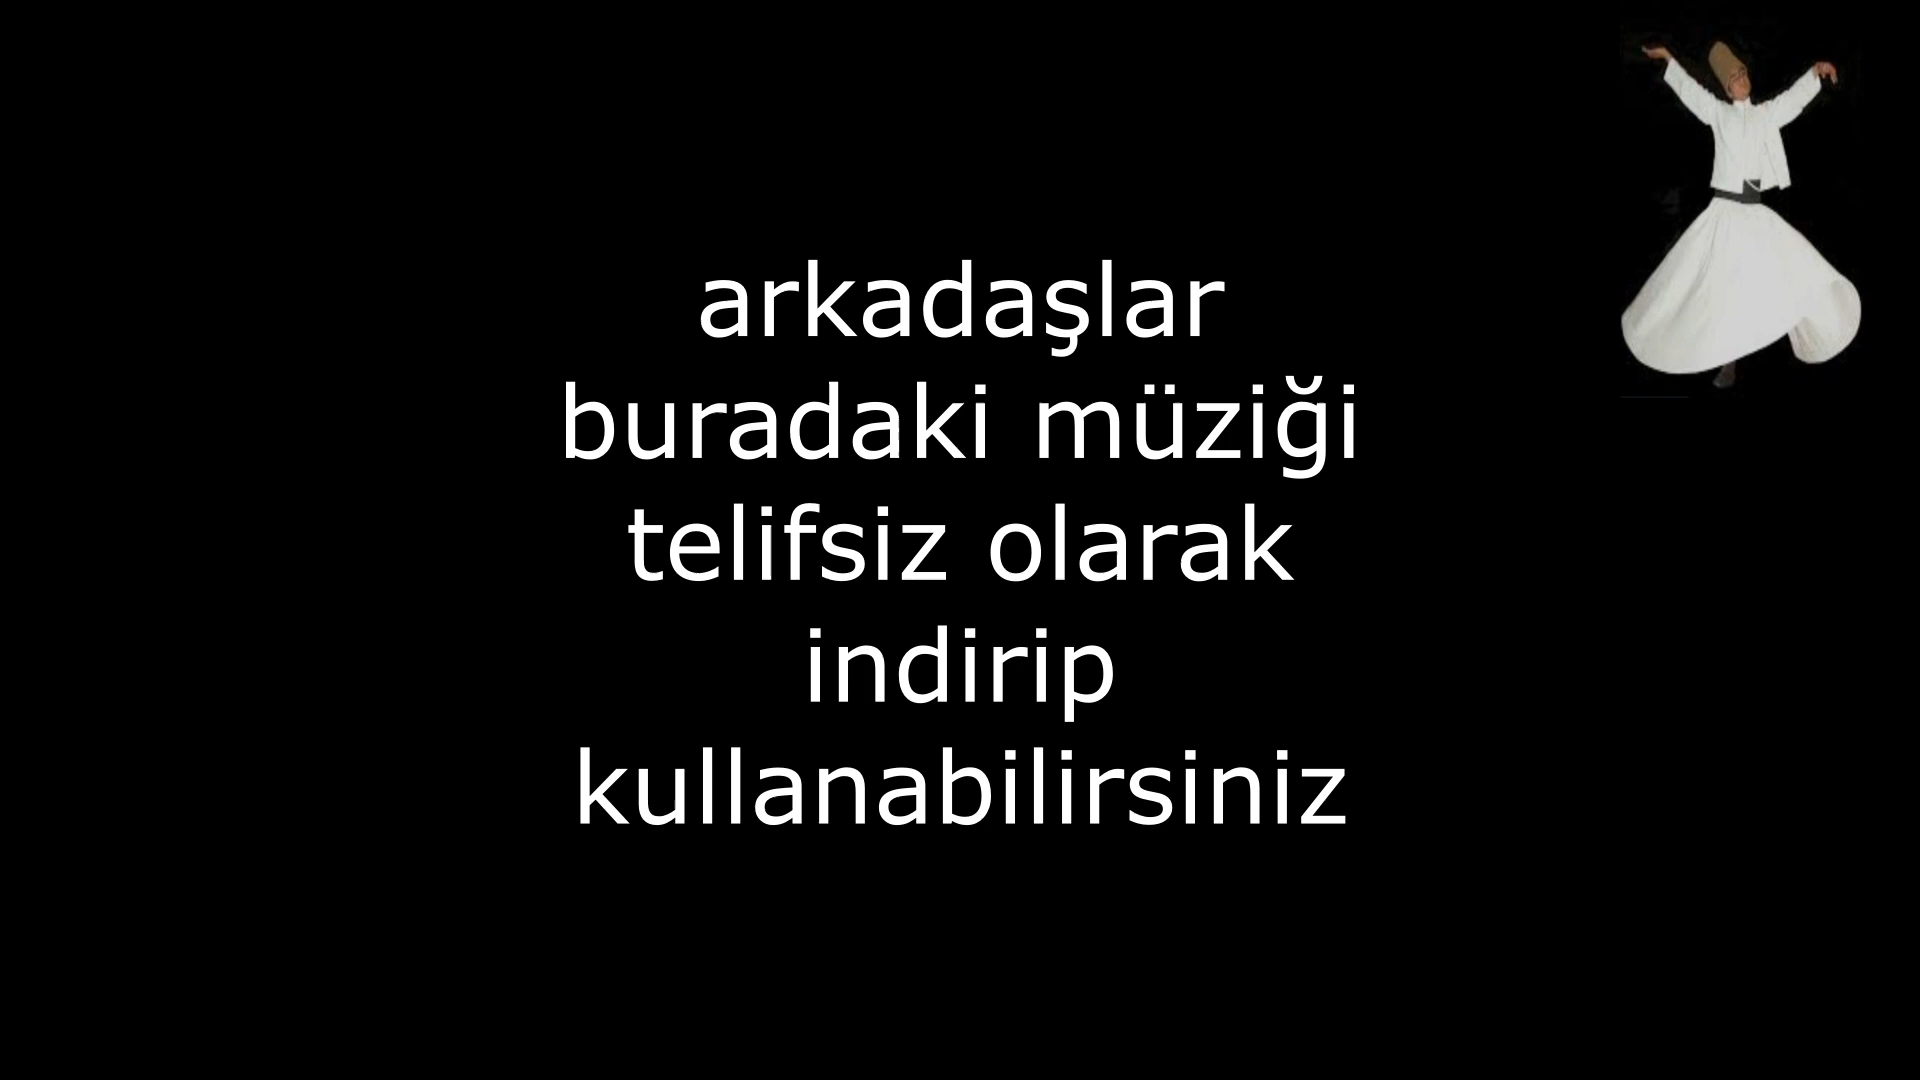 arkadaşlar
buradaki müziği
telifsiz olarak
indirip
kullanabilirsiniz